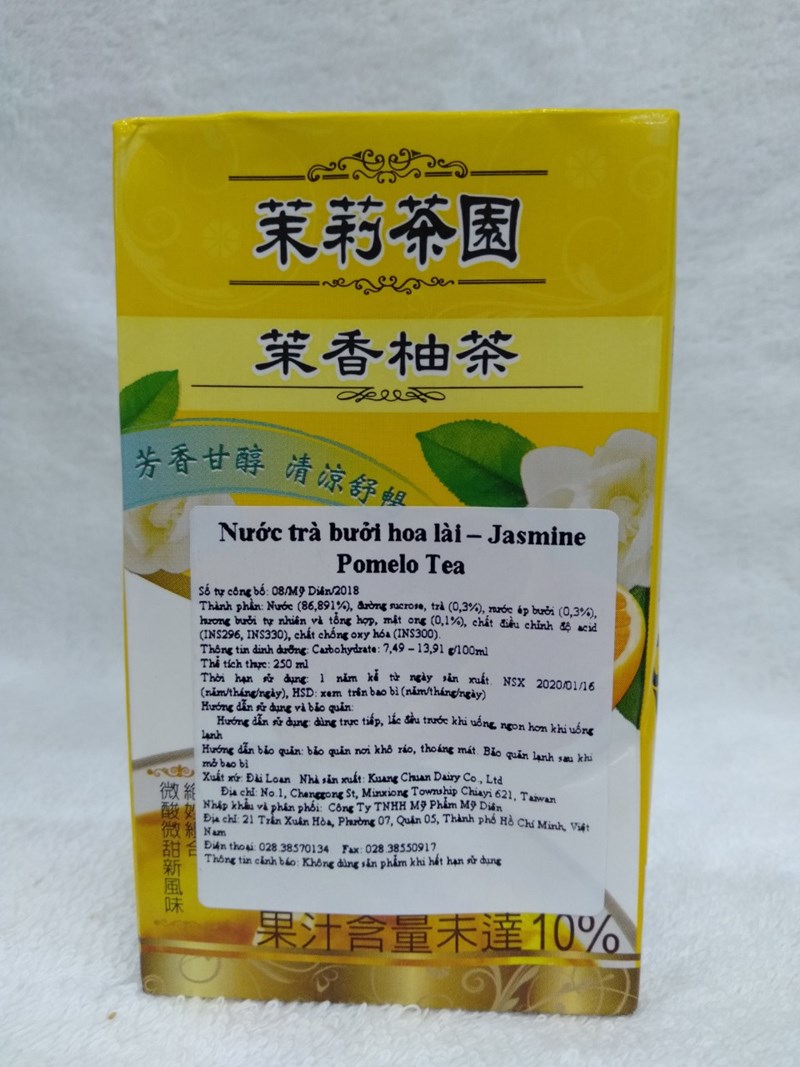 茉莉茶園
茉香柚茶
芳香甘醇 清涼舒暢
Nước trà bưởi hoa lài – Jasmine
Pomelo Tea
Số tự công bố: 08/Mỹ Diên/2018
Thành phần: Nước (86,891%), đường sucrose, trà (0,3%), nước ép bưởi (0,3%),
hương bưởi tự nhiên và tổng hợp, mật ong (0,1%), chất điều chỉnh độ acid
(INS296, INS330), chất chống oxy hóa (INS300).
Thông tin dinh dưỡng: Carbohydrate: 7,49 – 13,91 g/100ml
Thể tích thực: 250 ml
Thời hạn sử dụng: 1 năm kể từ ngày sản xuất. NSX 2020/01/16
(năm/tháng/ngày), HSD: xem trên bao bì (năm/tháng/ngày)
Hướng dẫn sử dụng và bảo quản:
Hướng dẫn sử dụng: dùng trực tiếp, lắc đều trước khi uống, ngon hơn khi uống
lạnh
Hướng dẫn bảo quản: bảo quản nơi khô ráo, thoáng mát. Bảo quản lạnh sau khi
mở bao bì
Xuất xứ: Đài Loan Nhà sản xuất: Kuang Chuan Dairy Co., Ltd
Địa chỉ: No.1, Chenggong St, Minxiong Township Chiayi 621, Taiwan
Nhập khẩu và phân phối: Công Ty TNHH Mỹ Phẩm Mỹ Diên
Địa chỉ: 21 Trần Xuân Hòa, Phường 07, Quận 05, Thành phố Hồ Chí Minh, Việt
Nam
Điện thoại: 028.38570134 Fax: 028.38550917
Thông tin cảnh báo: Không dùng sản phẩm khi hết hạn sử dụng
絕妙組合
微酸微甜新風味
果汁含量未達10%